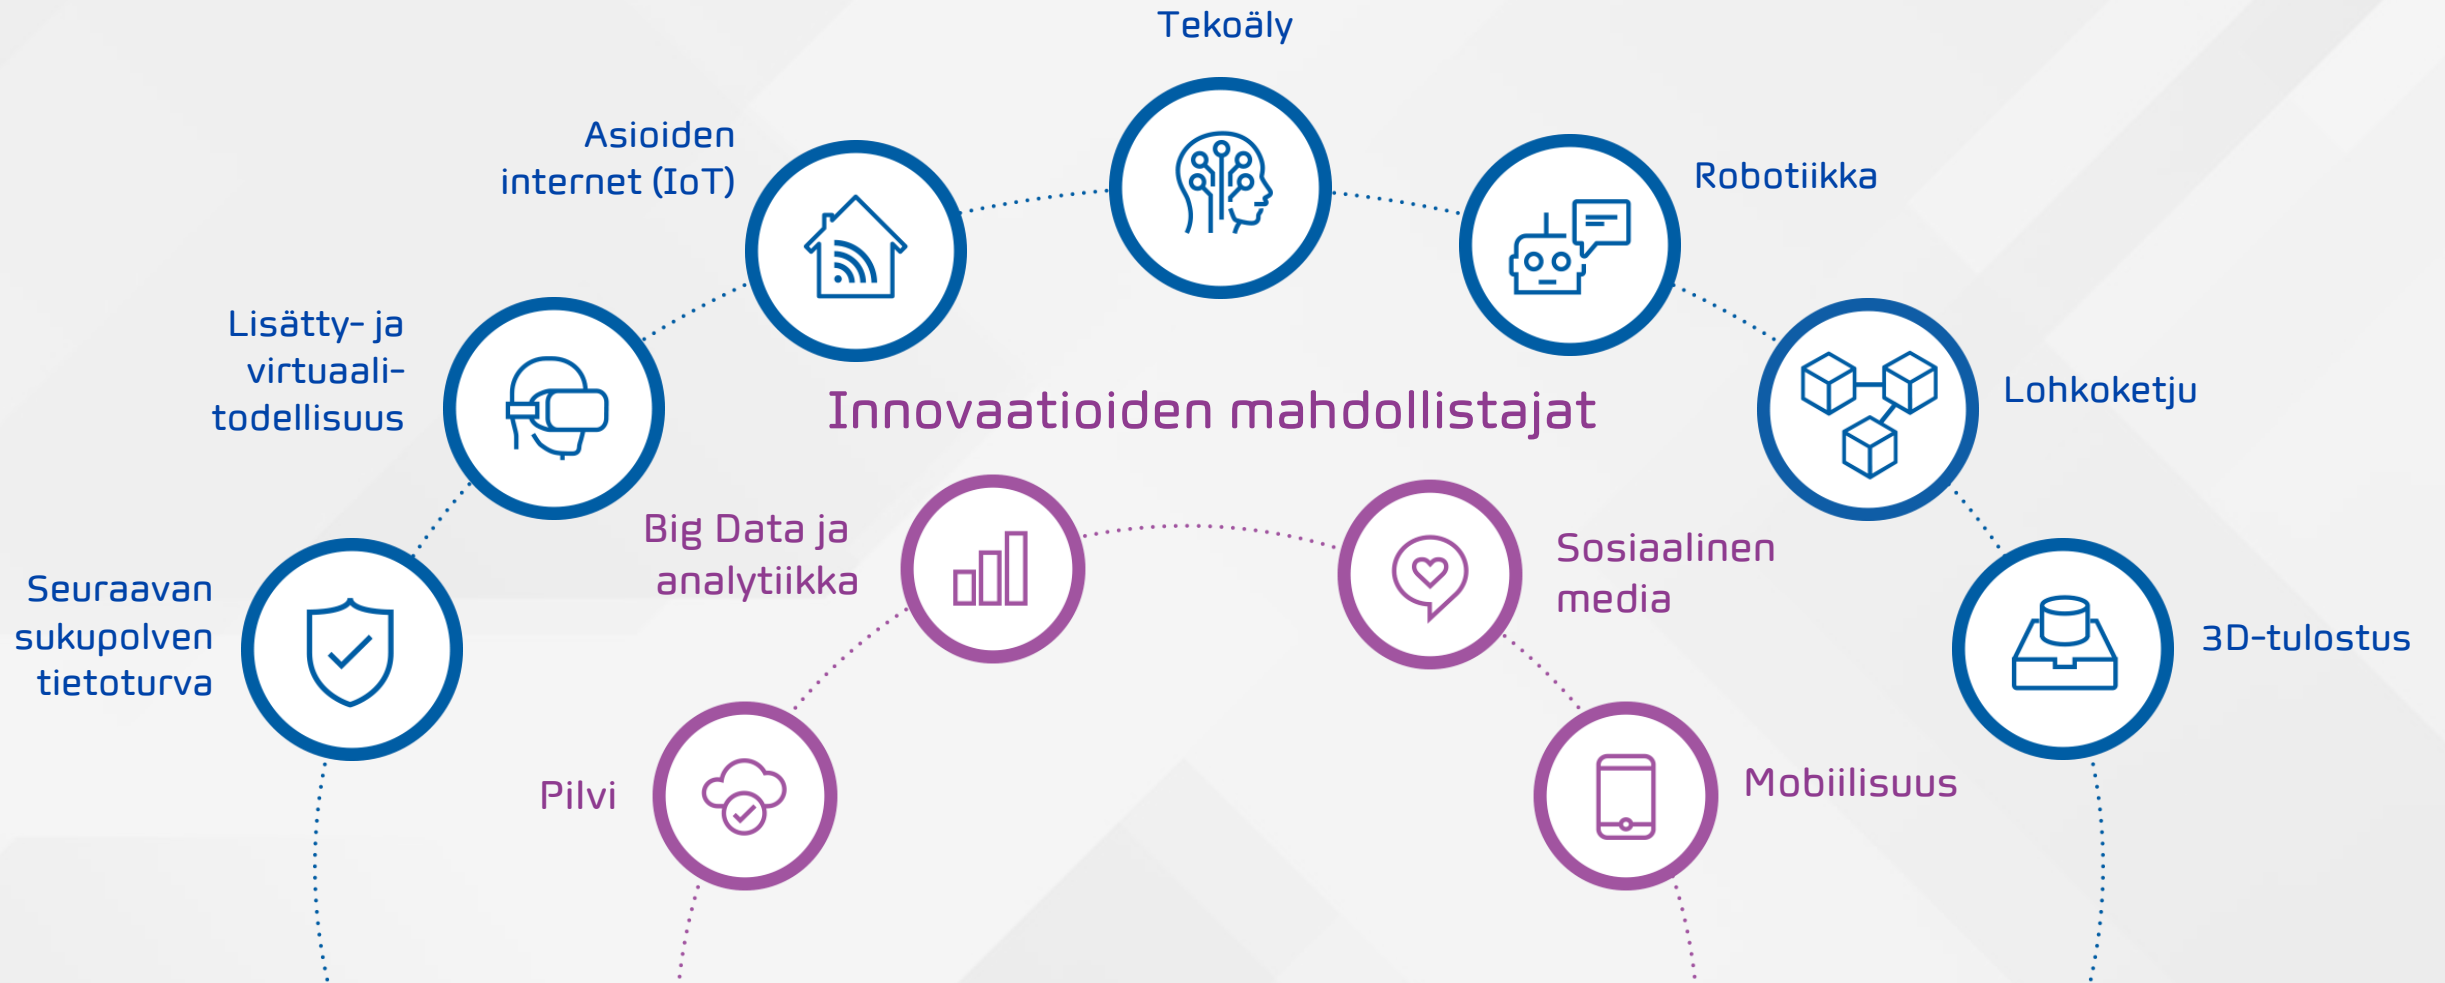 Tekoäly
Asioiden
internet (IoT)
Robotiikka
Lisätty- ja
virtuaali-
todellisuus
Lohkoketju
Innovaatioiden mahdollistajat
Big Data ja
analytiikka
Sosiaalinen
media
Seuraavan
sukupolven
tietoturva
3D-tulostus
Pilvi
Mobiilisuus